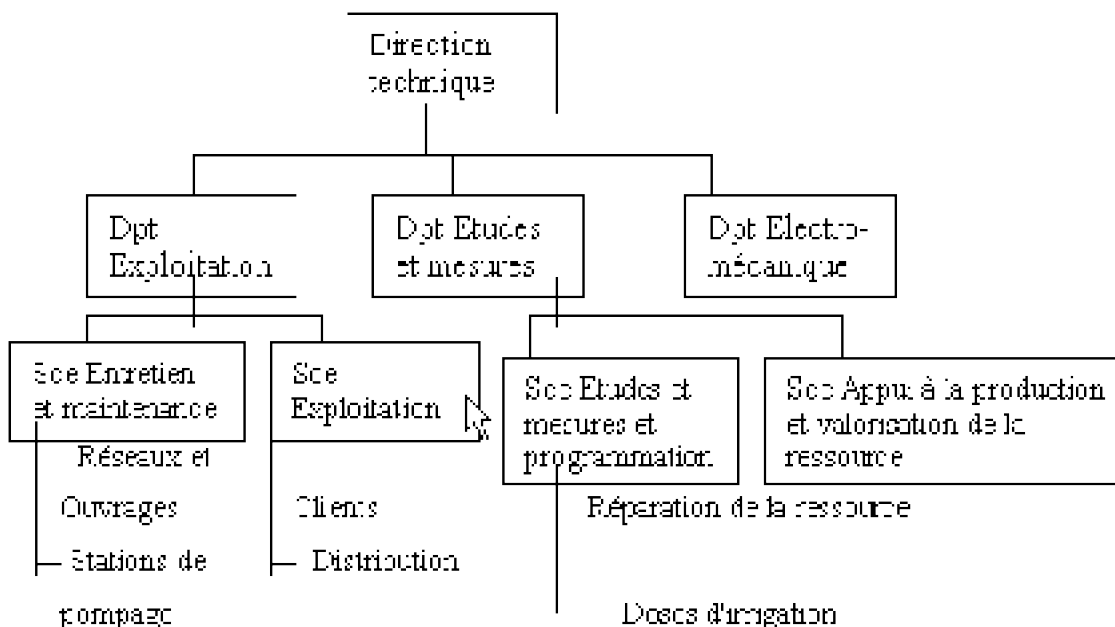 Direction
technique
Dpt
Exploitation
Dpt Etudes
et mesures
Dpt Electro-
mécanique
Sce Entretien
et maintenance
Sce
Exploitation
Sce Etudes et
mesures et
programmation
Sce Appui à la production
et valorisation de la
ressource
Réseaux et
Ouvrages
Stations de
pompage
Clients
Distribution
Réparation de la ressource
Doses d'irrigation